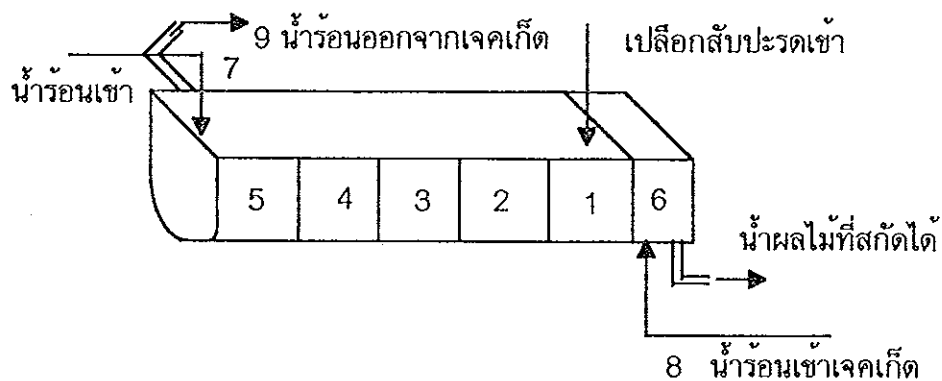 9 น้ำร้อนออกจากเจคเก็ต
เปลือกสับปะรดเข้า
7
น้ำร้อนเข้า
5 4 3 2 1 6
น้ำผลไม้ที่สกัดได้
8 น้ำร้อนเข้าเจคเก็ต